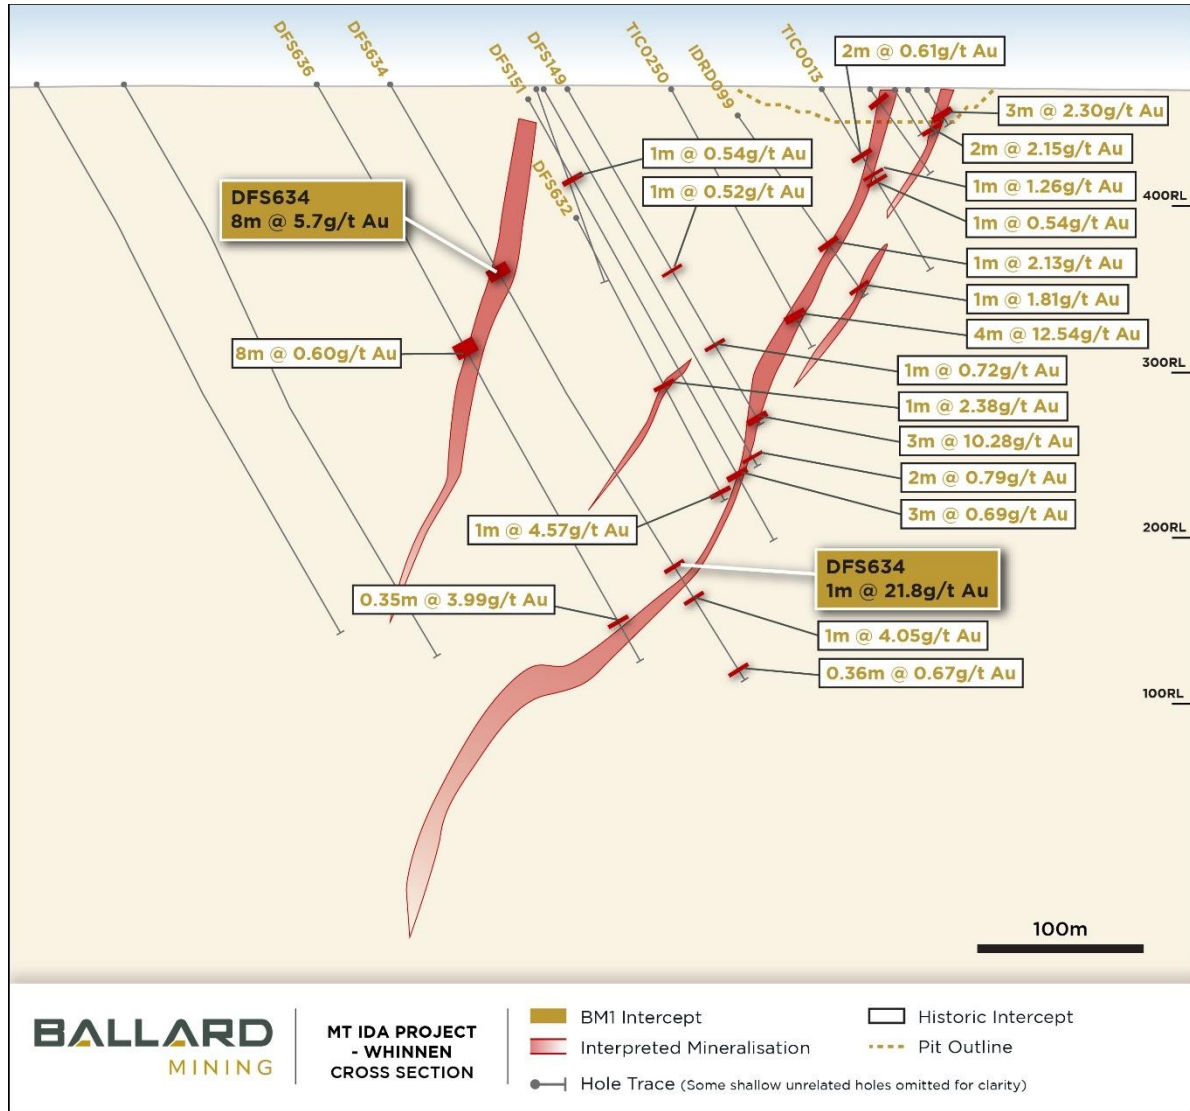 DFS636
DFS634
DFS151
DFS149
DFS632
TIC0250
IDRD099
TIC0013
2m @ 0.61g/t Au
3m @ 2.30g/t Au
2m @ 2.15g/t Au
1m @ 1.26g/t Au
1m @ 0.54g/t Au
1m @ 2.13g/t Au
1m @ 1.81g/t Au
4m @ 12.54g/t Au
1m @ 0.72g/t Au
1m @ 2.38g/t Au
3m @ 10.28g/t Au
2m @ 0.79g/t Au
3m @ 0.69g/t Au
1m @ 0.54g/t Au
1m @ 0.52g/t Au
DFS634
8m @ 5.7g/t Au
8m @ 0.60g/t Au
1m @ 4.57g/t Au
0.35m @ 3.99g/t Au
DFS634
1m @ 21.8g/t Au
1m @ 4.05g/t Au
0.36m @ 0.67g/t Au
400RL
300RL
200RL
100RL
100m
BALLARD
MINING
MT IDA PROJECT
- WHINNEN
CROSS SECTION
BM1 Intercept
Interpreted Mineralisation
Hole Trace (Some shallow unrelated holes omitted for clarity)
Historic Intercept
Pit Outline